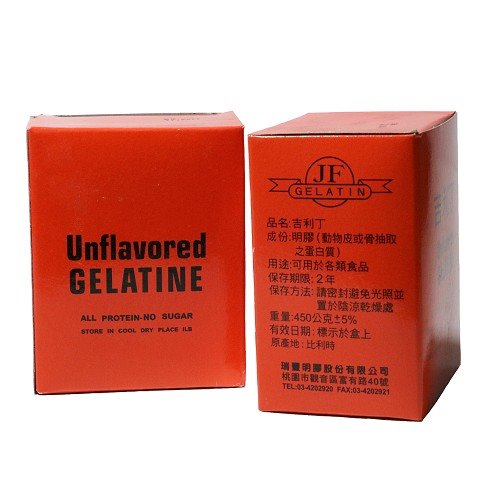 Unflavored
GELATINE
ALL PROTEIN-NO SUGAR
STORE IN COOL DRY PLACE 1LB
JF
GELATIN
品名:吉利丁
成份:明膠(動物皮或骨抽取
之蛋白質)
用途:可用於各類食品
保存期限:2年
保存方法:請密封避免光照並
置於陰涼乾燥處
重量:450公克±5%
有效日期:標示於盒上
原產地:比利時
瑞豐明膠股份有限公司
桃園市觀音區富有路40號
TEL:03-4202920 FAX:03-4202921